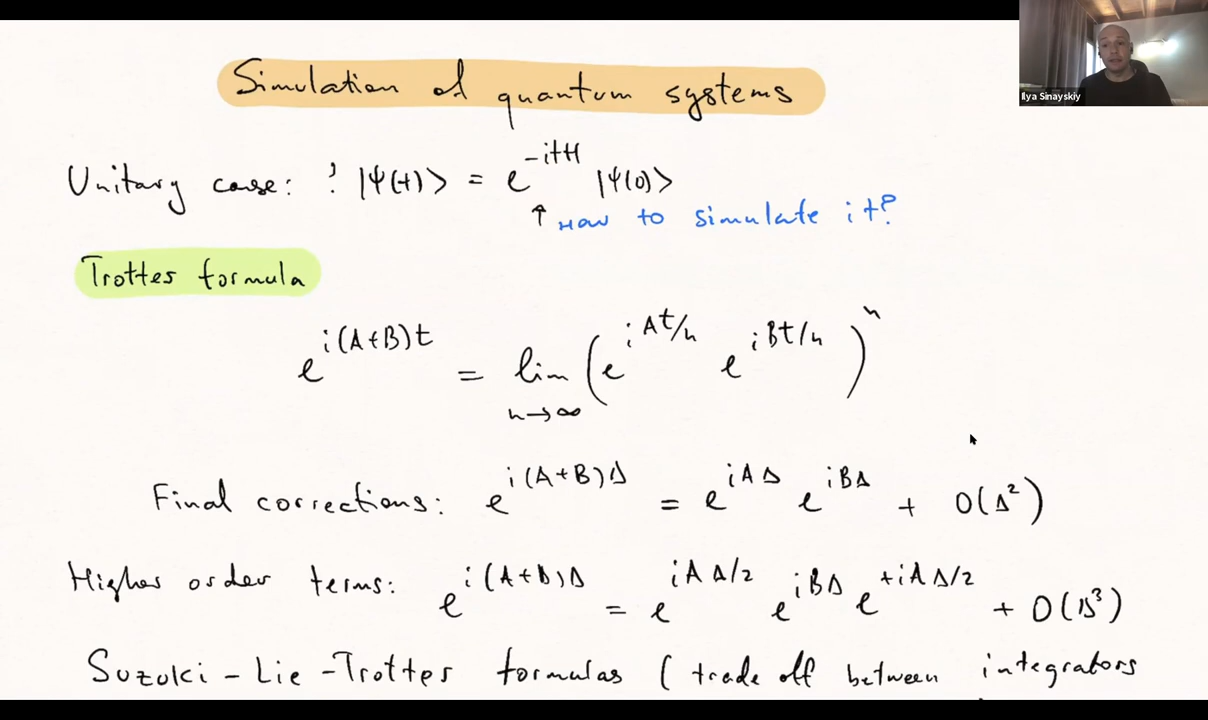 Simulation of quantum systems
Ilya Sinayskiy
Unitary case: ? |Ψ(t)> = e^{-itH} |Ψ(0)>
↑ How to simulate it?
Trotter formula
e^{i(A+B)t} = lim_{n→∞} (e^{iAt/n} e^{iBt/n})^n
Final corrections: e^{i(A+B)Δ} = e^{iAΔ} e^{iBΔ} + O(Δ²)
Higher order terms: e^{i(A+B)Δ} = e^{iAΔ/2} e^{iBΔ} e^{+iAΔ/2} + O(Δ³)
Suzuki-Lie-Trotter formulas (trade off between integrators